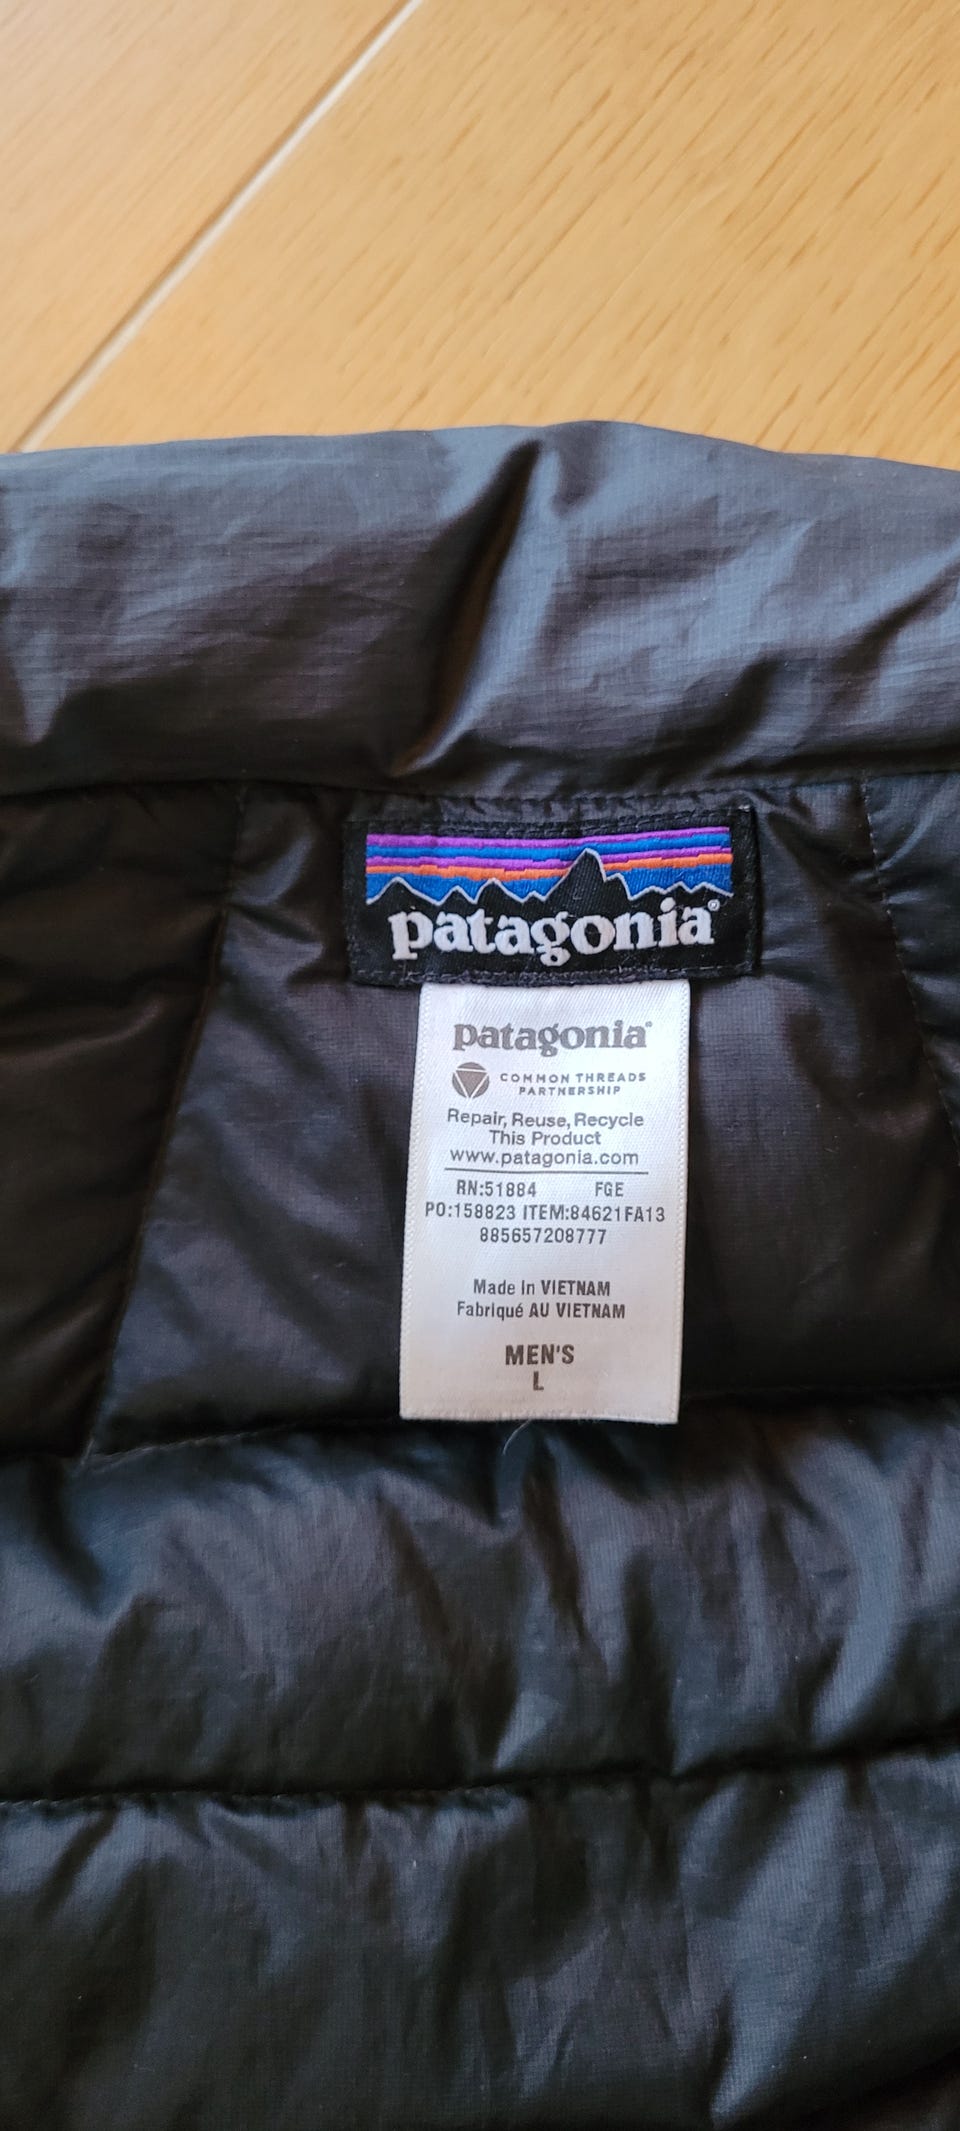 patagonia®
patagonia®
COMMON THREADS
PARTNERSHIP
Repair, Reuse, Recycle
This Product
www.patagonia.com
RN:51884 FGE
PO:158823 ITEM:84621FA13
885657208777
Made in VIETNAM
Fabriqué AU VIETNAM
MEN'S
L